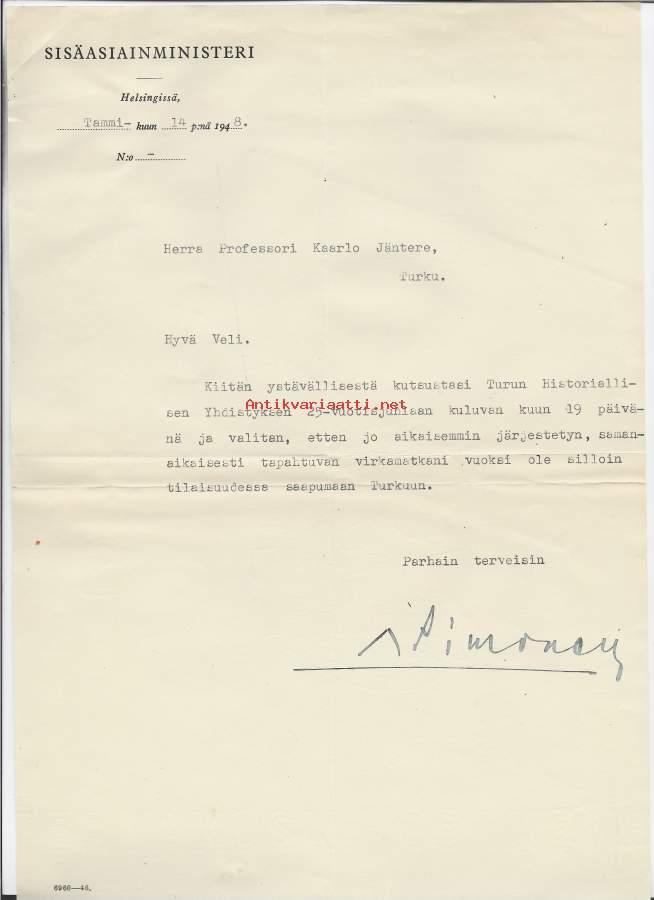 SISÄASIAINMINISTERI
Helsingissä,
Tammi- kuun 14 p:nä 1948.
N:o -
Herra Professori Kaarlo Jäntere,
Turku.
Hyvä Veli.
Kiitän ystävällisestä kutsustasi Turun Historialli-
Antikvariaatti.net
sen Yhdistyksen 25-vuotisjuhlaan kuluvan kuun 19 päivä-
nä ja valitan, etten jo aikaisemmin järjestetyn, saman-
aikaisesti tapahtuvan virkamatkani vuoksi ole silloin
tilaisuudessa saapumaan Turkuun.
Parhain terveisin
6960—46.